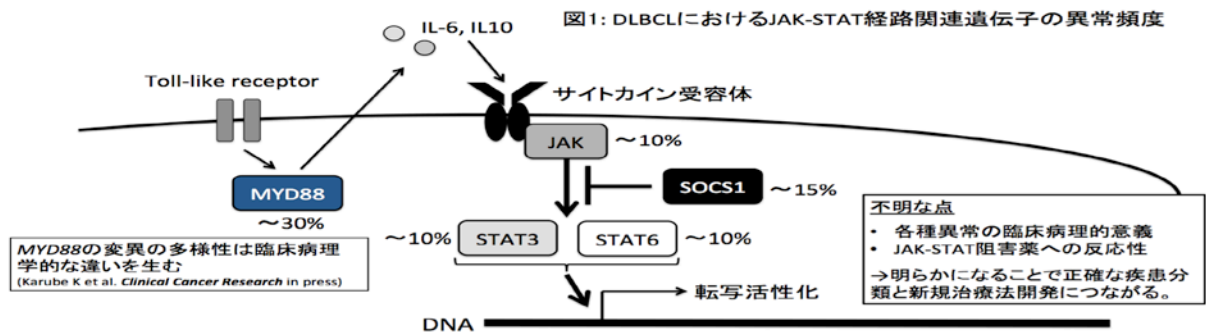 図1: DLBCLにおけるJAK-STAT経路関連遺伝子の異常頻度
IL-6, IL10
Toll-like receptor
サイトカイン受容体
JAK
～10%
MYD88
～30%
SOCS1
～15%
～10%
STAT3
STAT6
～10%
MYD88の変異の多様性は臨床病理
学的な違いを生む
(Karube K et al. Clinical Cancer Research in press)
不明な点
• 各種異常の臨床病理的意義
• JAK-STAT阻害薬への反応性
→明らかになることで正確な疾患分
類と新規治療法開発につながる。
転写活性化
DNA